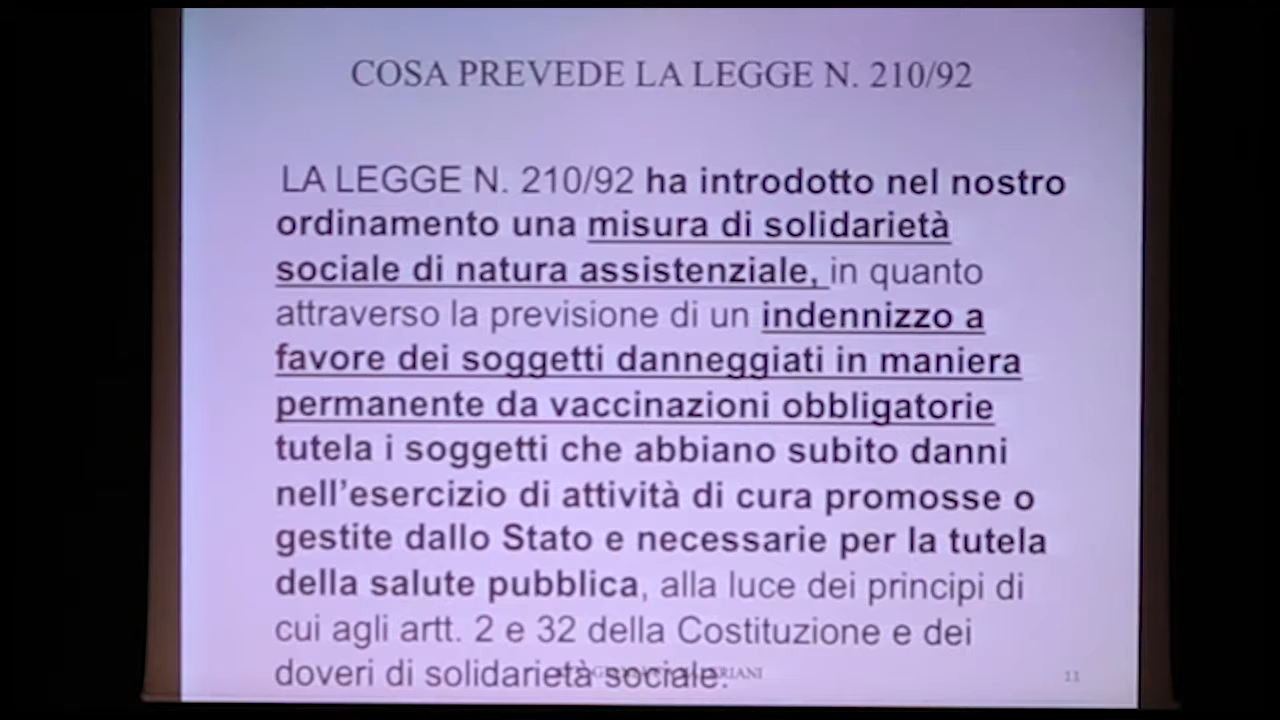 COSA PREVEDE LA LEGGE N. 210/92
LA LEGGE N. 210/92 ha introdotto nel nostro
ordinamento una misura di solidarietà
sociale di natura assistenziale, in quanto
attraverso la previsione di un indennizzo a
favore dei soggetti danneggiati in maniera
permanente da vaccinazioni obbligatorie
tutela i soggetti che abbiano subito danni
nell'esercizio di attività di cura promosse o
gestite dallo Stato e necessarie per la tutela
della salute pubblica, alla luce dei principi di
cui agli artt. 2 e 32 della Costituzione e dei
doveri di solidarietà sociale.
11